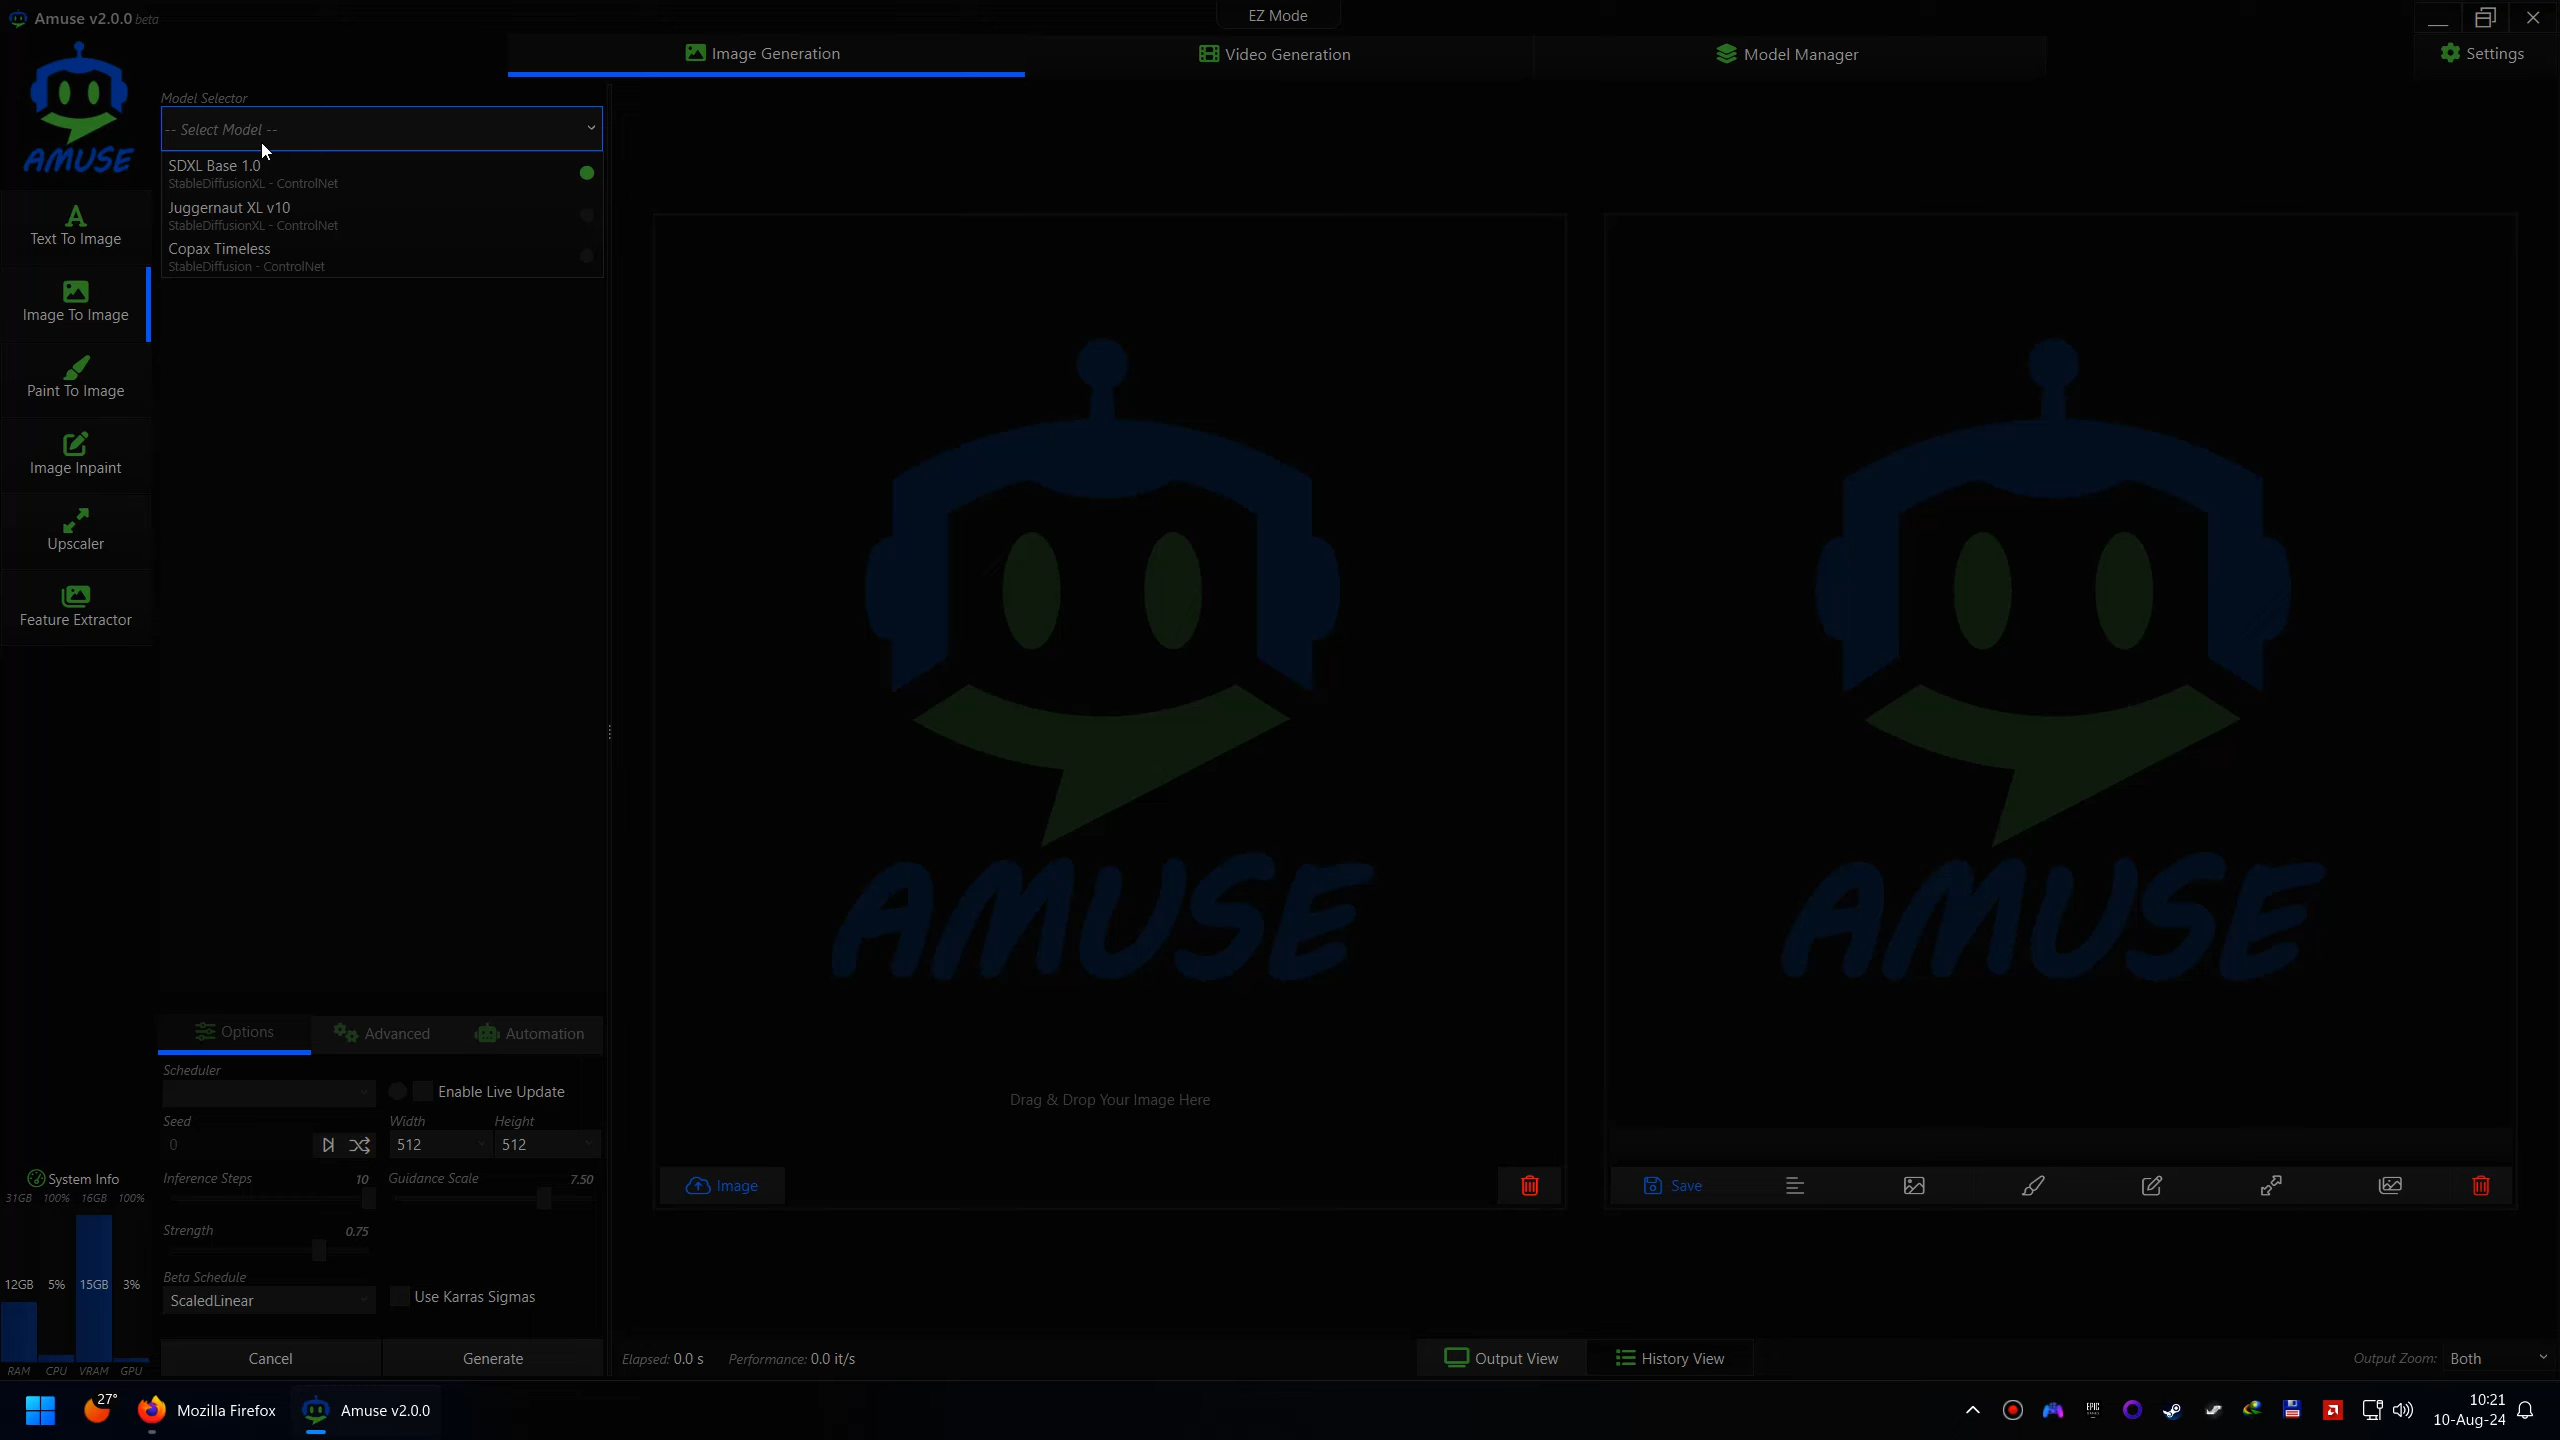 Amuse v2.0.0 beta
EZ Mode
Image Generation
Video Generation
Model Manager
Settings
AMUSE
Model Selector
-- Select Model --
SDXL Base 1.0
StableDiffusionXL - ControlNet
Juggernaut XL v10
StableDiffusionXL - ControlNet
Copax Timeless
StableDiffusion - ControlNet
Text To Image
Image To Image
Paint To Image
Image Inpaint
Upscaler
Feature Extractor
AMUSE
AMUSE
Drag & Drop Your Image Here
Image
Save
Options
Advanced
Automation
Scheduler
Enable Live Update
Seed
Width
Height
0
512
512
Inference Steps
10
Guidance Scale
7.50
Strength
0.75
Beta Schedule
ScaledLinear
Use Karras Sigmas
Cancel
Generate
System Info
31GB 100% 16GB 100%
12GB 5% 15GB 3%
RAM CPU VRAM GPU
Elapsed: 0.0 s
Performance: 0.0 it/s
Output View
History View
Output Zoom: Both
27°
Mozilla Firefox
Amuse v2.0.0
EPIC
10:21
10-Aug-24